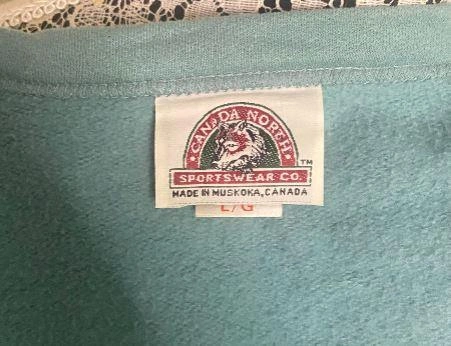 • CANADA NORTH •
SPORTSWEAR CO. ™
MADE IN MUSKOKA, CANADA
L/G